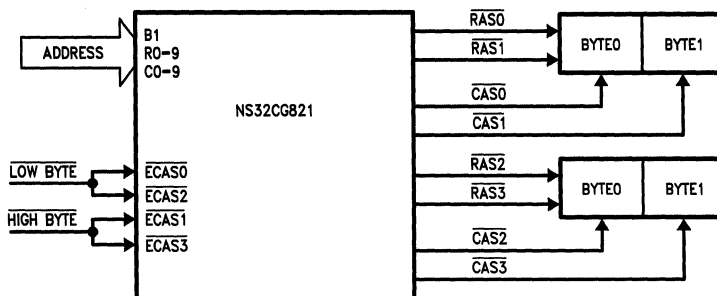 ADDRESS
B1
R0-9
C0-9
NS32CG821
LOW BYTE
HIGH BYTE
ECAS0
ECAS2
ECAS1
ECAS3
RAS0
RAS1
CAS0
CAS1
BYTE0 BYTE1
RAS2
RAS3
CAS2
CAS3
BYTE0 BYTE1